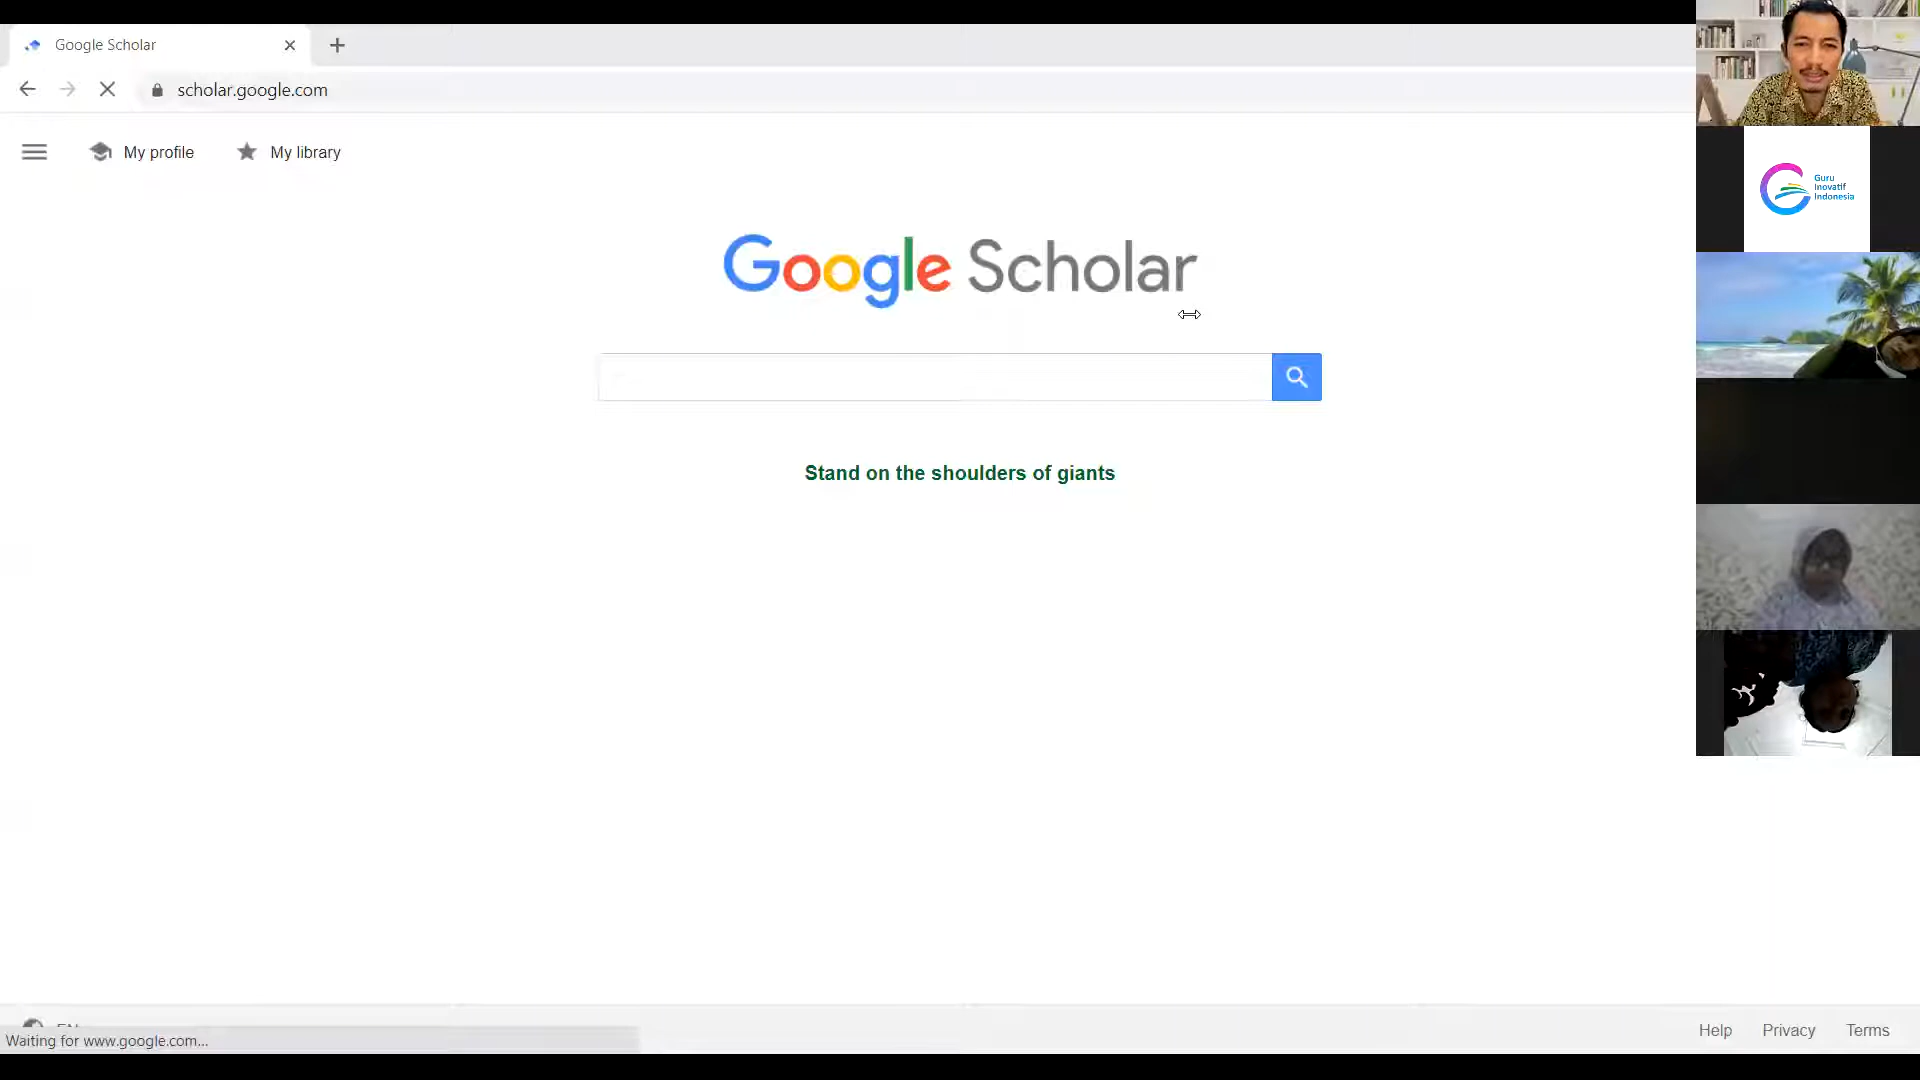 Google Scholar
scholar.google.com
My profile
My library
Google Scholar
Stand on the shoulders of giants
Guru
Inovatif
Indonesia
EN
Waiting for www.google.com...
Help
Privacy
Terms